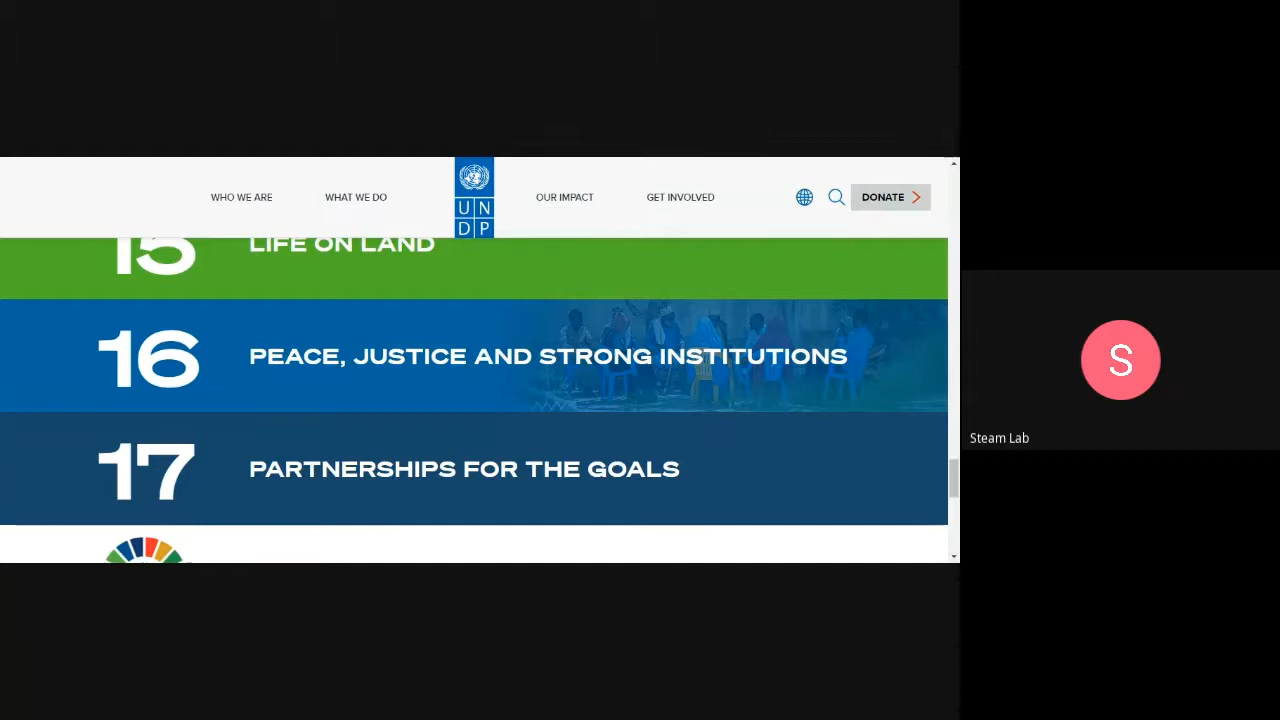 WHO WE ARE
WHAT WE DO
U N
D P
OUR IMPACT
GET INVOLVED
DONATE
15
LIFE ON LAND
16
PEACE, JUSTICE AND STRONG INSTITUTIONS
17
PARTNERSHIPS FOR THE GOALS
S
Steam Lab